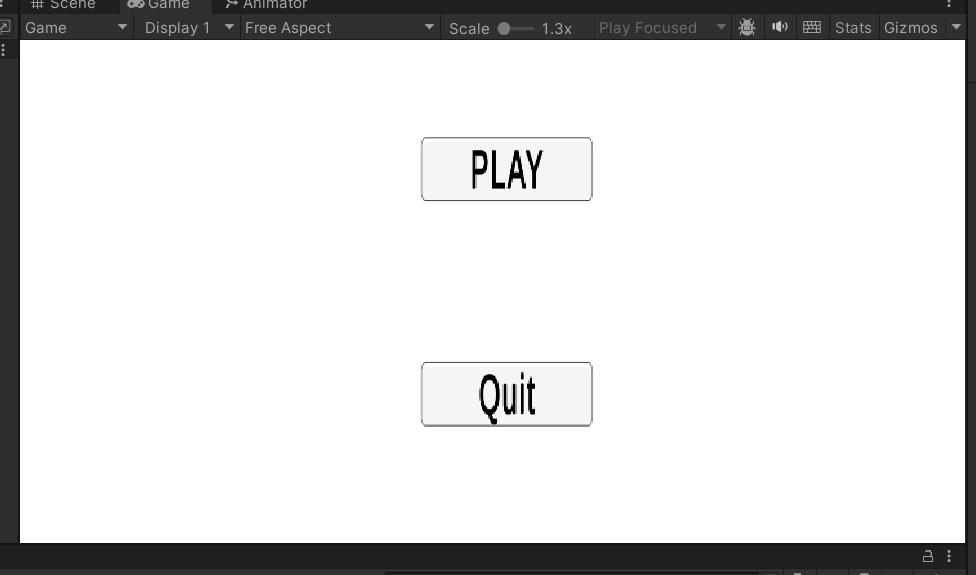 Scene Game Animator
Game Display 1 Free Aspect Scale 1.3x Play Focused Stats Gizmos
PLAY
Quit